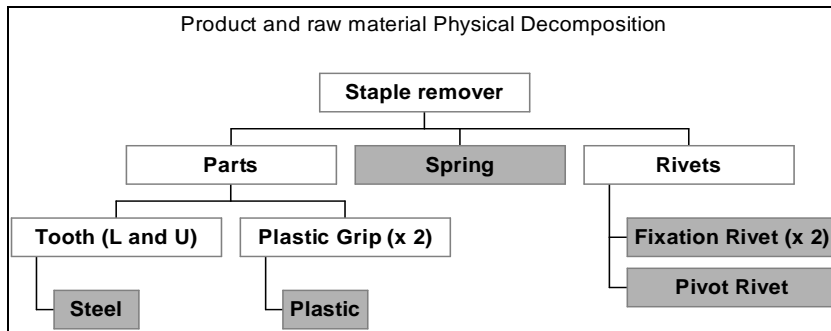 Product and raw material Physical Decomposition
Staple remover
Parts
Spring
Rivets
Tooth (L and U)
Plastic Grip (x 2)
Fixation Rivet (x 2)
Steel
Plastic
Pivot Rivet